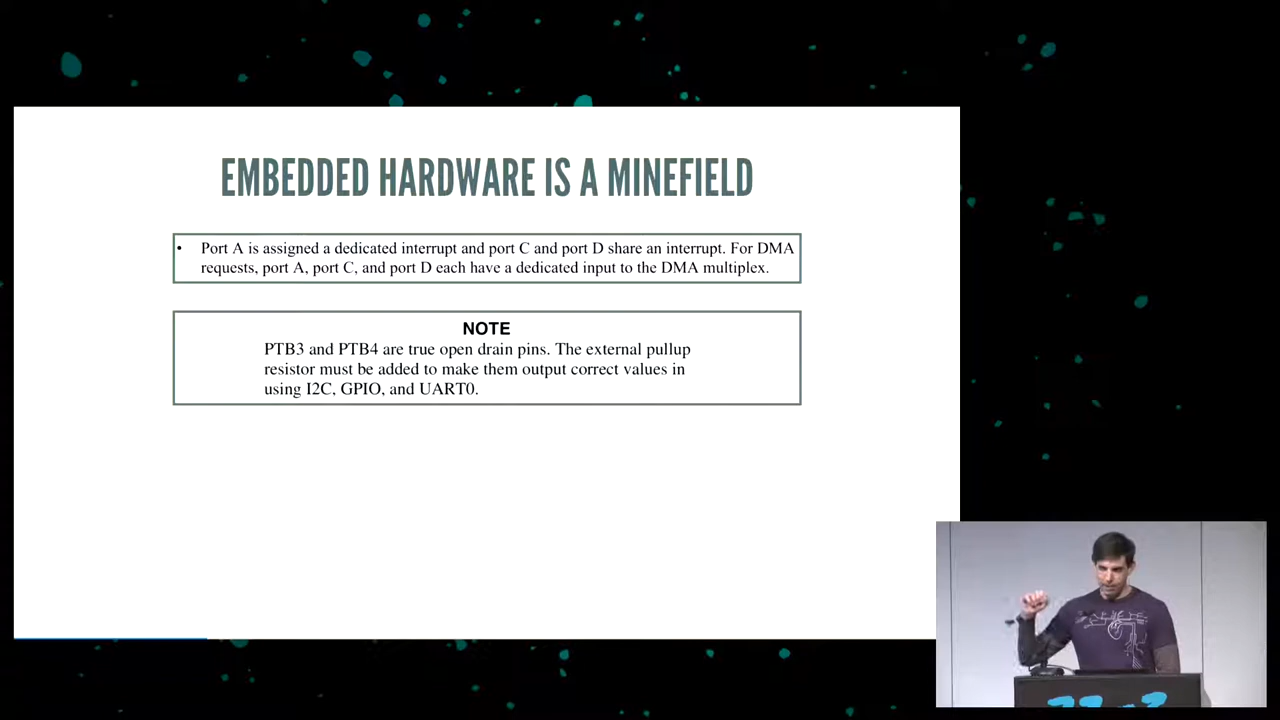 EMBEDDED HARDWARE IS A MINEFIELD
• Port A is assigned a dedicated interrupt and port C and port D share an interrupt. For DMA
requests, port A, port C, and port D each have a dedicated input to the DMA multiplex.
NOTE
PTB3 and PTB4 are true open drain pins. The external pullup
resistor must be added to make them output correct values in
using I2C, GPIO, and UART0.